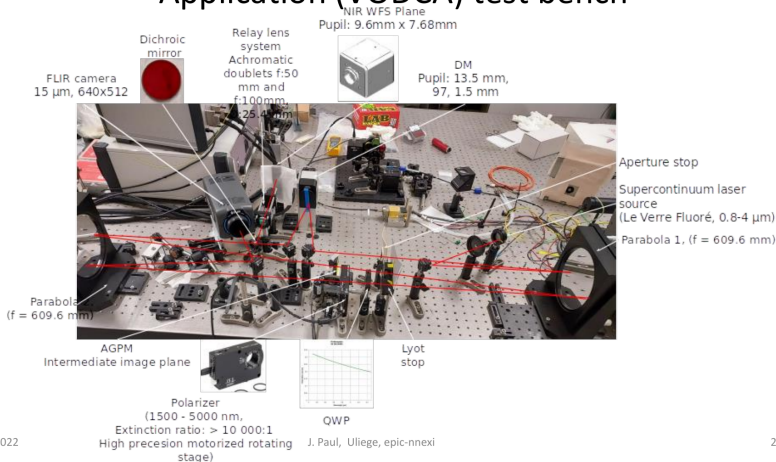 Application (VODCA) test bench
NIR WFS Plane
Pupil: 9.6mm x 7.68mm
Dichroic
mirror
Relay lens
system
Achromatic
doublets f:50
mm and
f:100mm,
DM
Pupil: 13.5 mm,
97, 1.5 mm
FLIR camera
15 μm, 640x512
LAB
Aperture stop
Supercontinuum laser
source
(Le Verre Fluoré, 0.8-4 μm)
Parabola 1, (f = 609.6 mm)
Parabola
(f = 609.6 mm)
AGPM
Intermediate image plane
Lyot
stop
Polarizer
(1500 - 5000 nm,
Extinction ratio: > 10 000:1
High precesion motorized rotating
stage)
QWP
022
J. Paul, Uliege, epic-nnexi
2